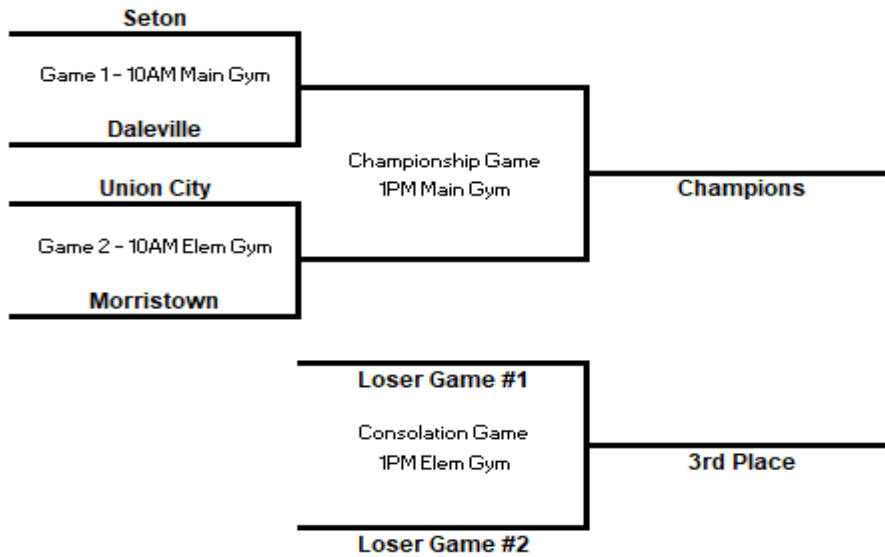 Seton
Game 1 - 10AM Main Gym
Daleville
Union City
Game 2 - 10AM Elem Gym
Morristown
Championship Game
1PM Main Gym
Champions
Loser Game #1
Consolation Game
1PM Elem Gym
3rd Place
Loser Game #2